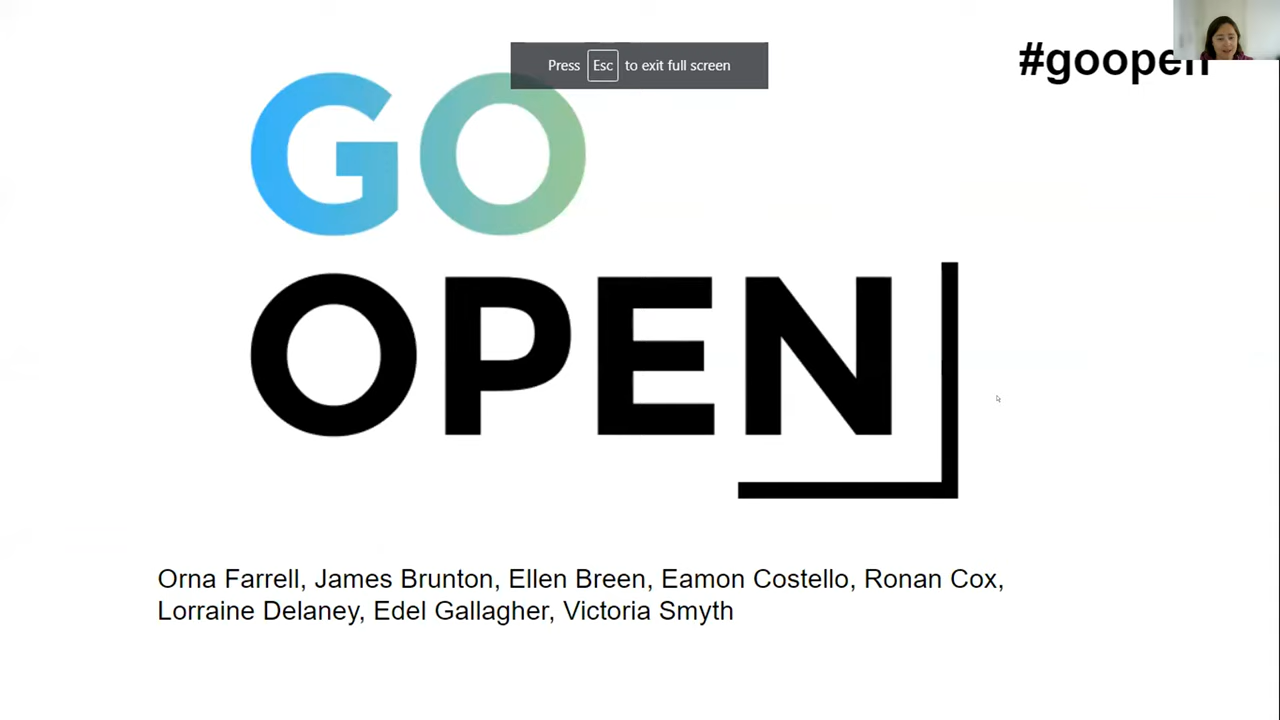 #goopen
Press Esc to exit full screen
GO
OPEN
Orna Farrell, James Brunton, Ellen Breen, Eamon Costello, Ronan Cox,
Lorraine Delaney, Edel Gallagher, Victoria Smyth